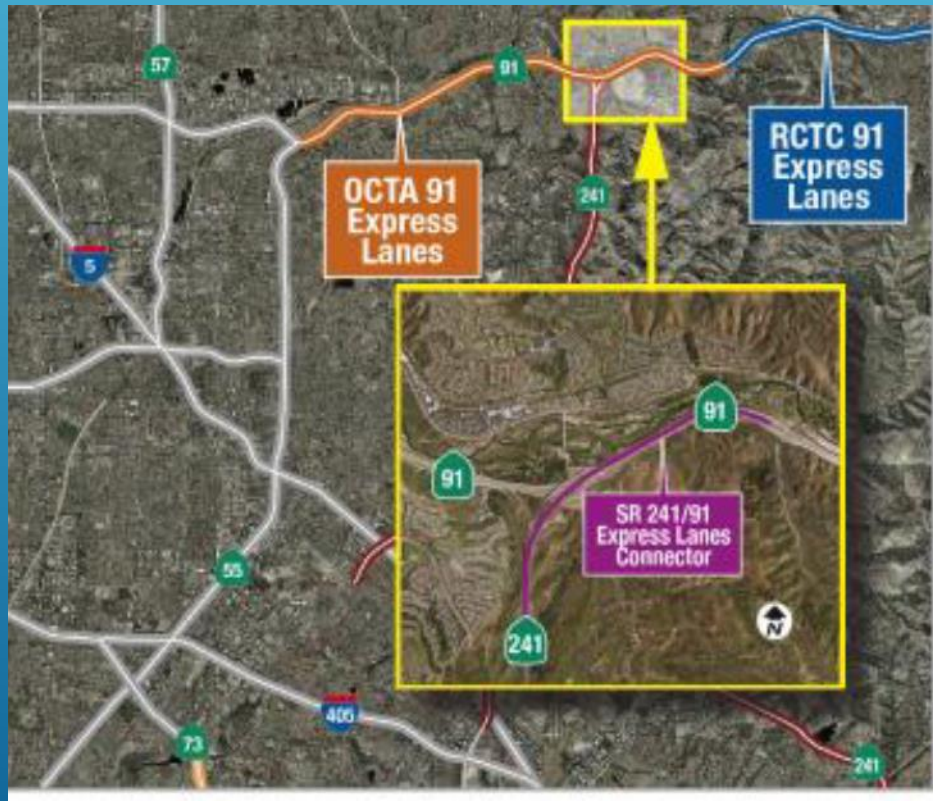 57
91
241
RCTC 91
Express
Lanes
OCTA 91
Express
Lanes
5
91
91
SR 241/91
Express Lanes
Connector
241
N
55
405
73
241